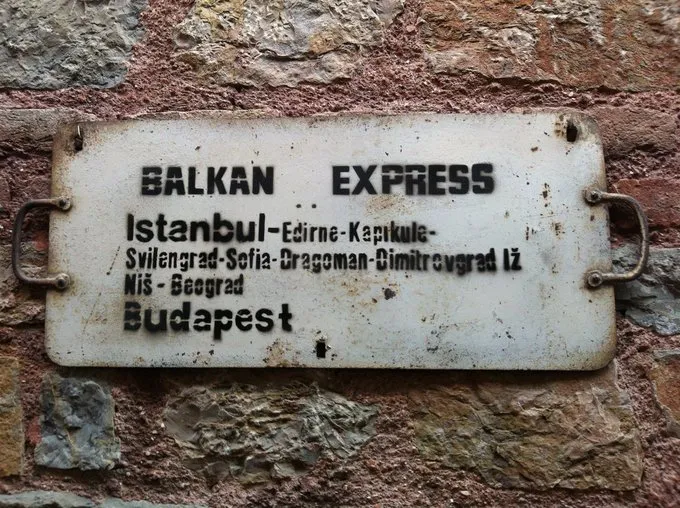 BALKAN EXPRESS
Istanbul-Edirne-Kapıkule-
Svilengrad-Sofia-Dragoman-Dimitrovgrad Iž
Niš - Beograd
Budapest